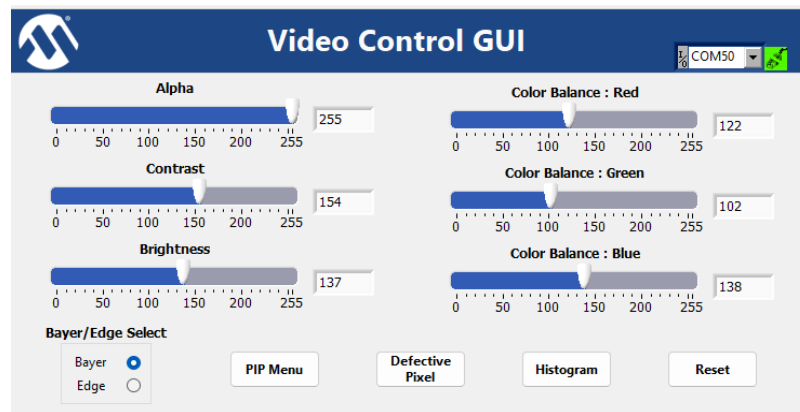 Video Control GUI
I/O COM50
Alpha
255
0 50 100 150 200 255
Contrast
154
0 50 100 150 200 255
Brightness
137
0 50 100 150 200 255
Color Balance : Red
122
0 50 100 150 200 255
Color Balance : Green
102
0 50 100 150 200 255
Color Balance : Blue
138
0 50 100 150 200 255
Bayer/Edge Select
Bayer
Edge
PIP Menu
Defective
Pixel
Histogram
Reset